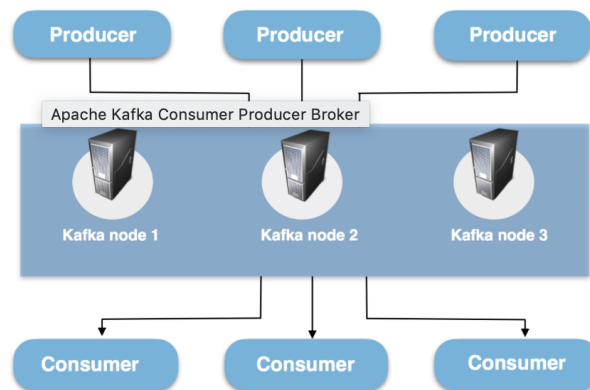 Producer
Producer
Producer
Apache Kafka Consumer Producer Broker
Kafka node 1
Kafka node 2
Kafka node 3
Consumer
Consumer
Consumer